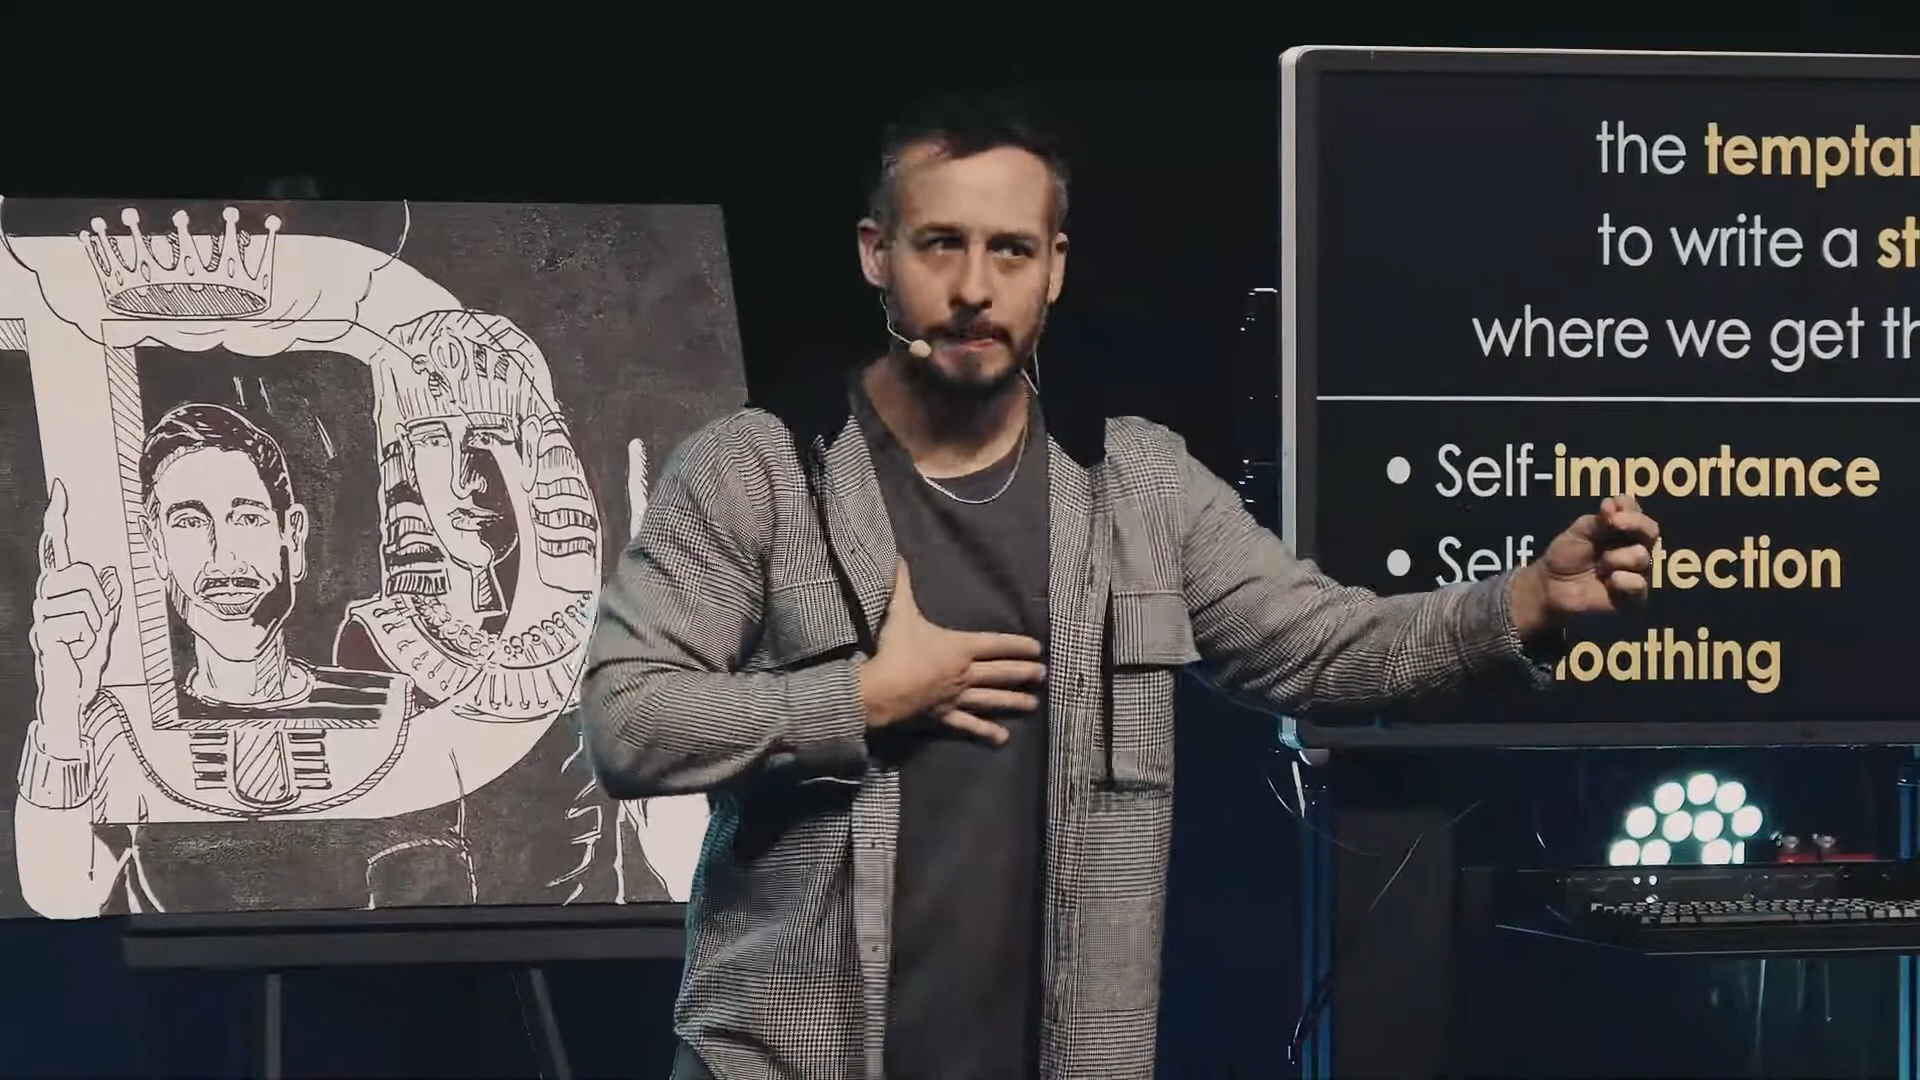 the temptat
to write a st
where we get th
• Self-importance
• Self tection
loathing